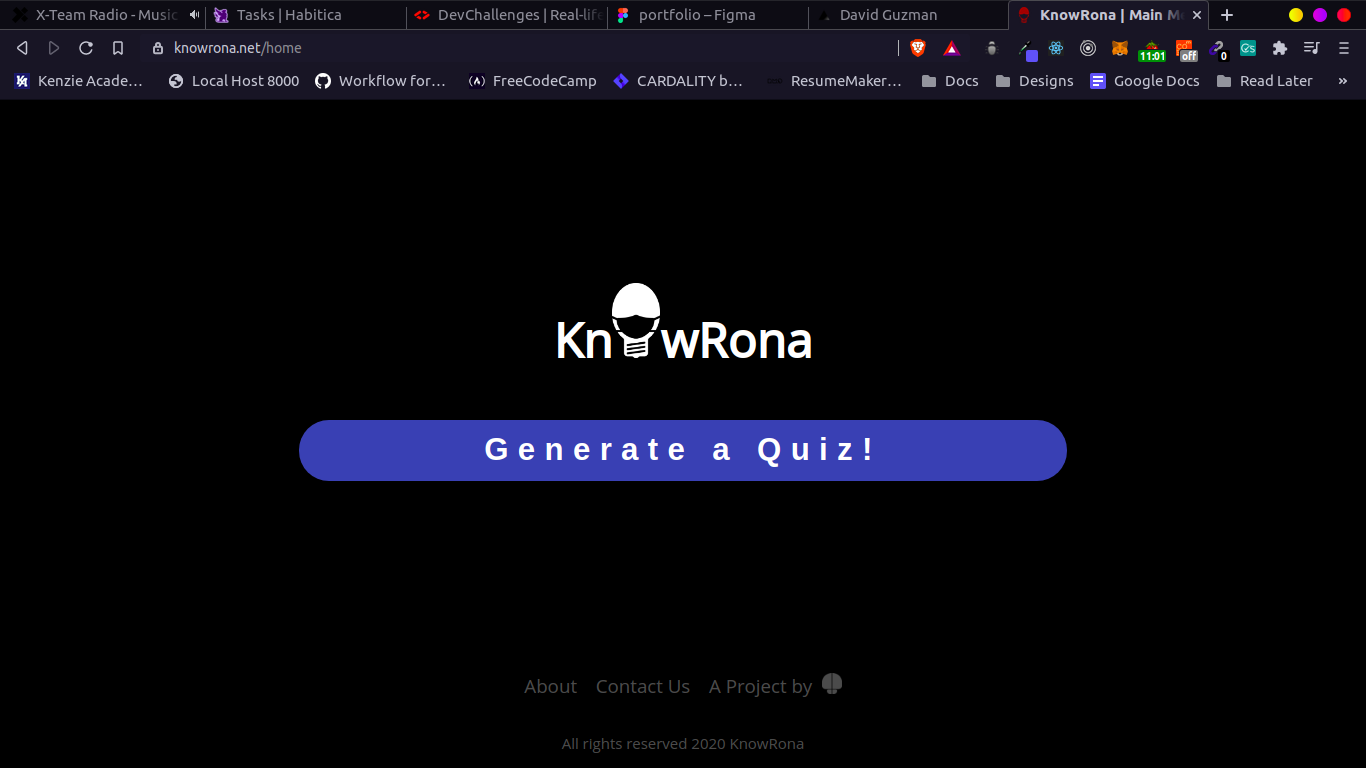 X-Team Radio - Music
Tasks | Habitica
DevChallenges | Real-life
portfolio – Figma
David Guzman
KnowRona | Main Me
knowrona.net/home
11:01
off
0
Kenzie Acade…
Local Host 8000
Workflow for…
FreeCodeCamp
CARDALITY b…
ResumeMaker…
Docs
Designs
Google Docs
Read Later
»
KnowRona
Generate a Quiz!
About Contact Us A Project by
All rights reserved 2020 KnowRona